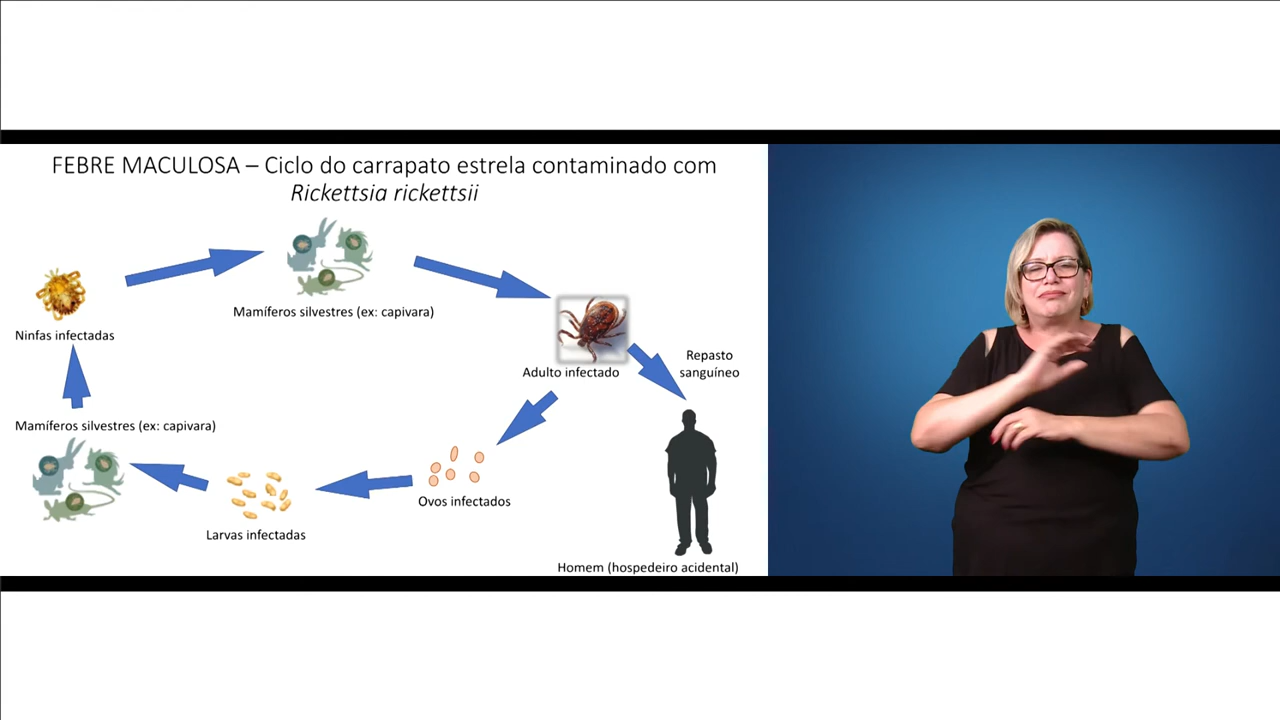 FEBRE MACULOSA – Ciclo do carrapato estrela contaminado com
Rickettsia rickettsii
Mamíferos silvestres (ex: capivara)
Ninfas infectadas
Adulto infectado
Repasto
sanguíneo
Mamíferos silvestres (ex: capivara)
Ovos infectados
Larvas infectadas
Homem (hospedeiro acidental)